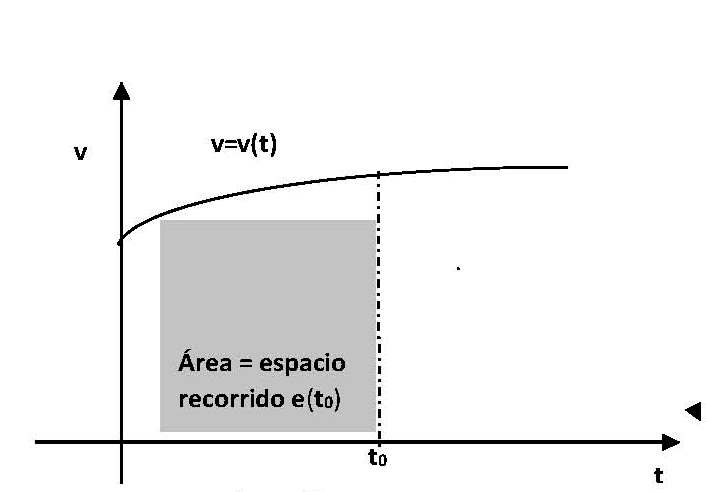 v
v=v(t)
Área = espacio
recorrido e(t₀)
t₀
t